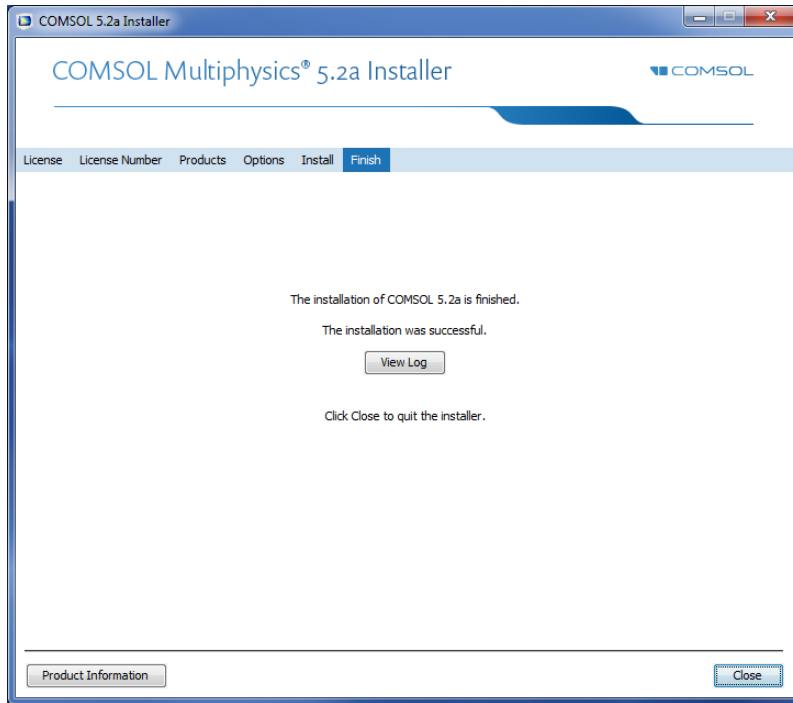 COMSOL 5.2a Installer
COMSOL Multiphysics® 5.2a Installer
COMSOL
License License Number Products Options Install Finish
The installation of COMSOL 5.2a is finished.
The installation was successful.
View Log
Click Close to quit the installer.
Product Information Close